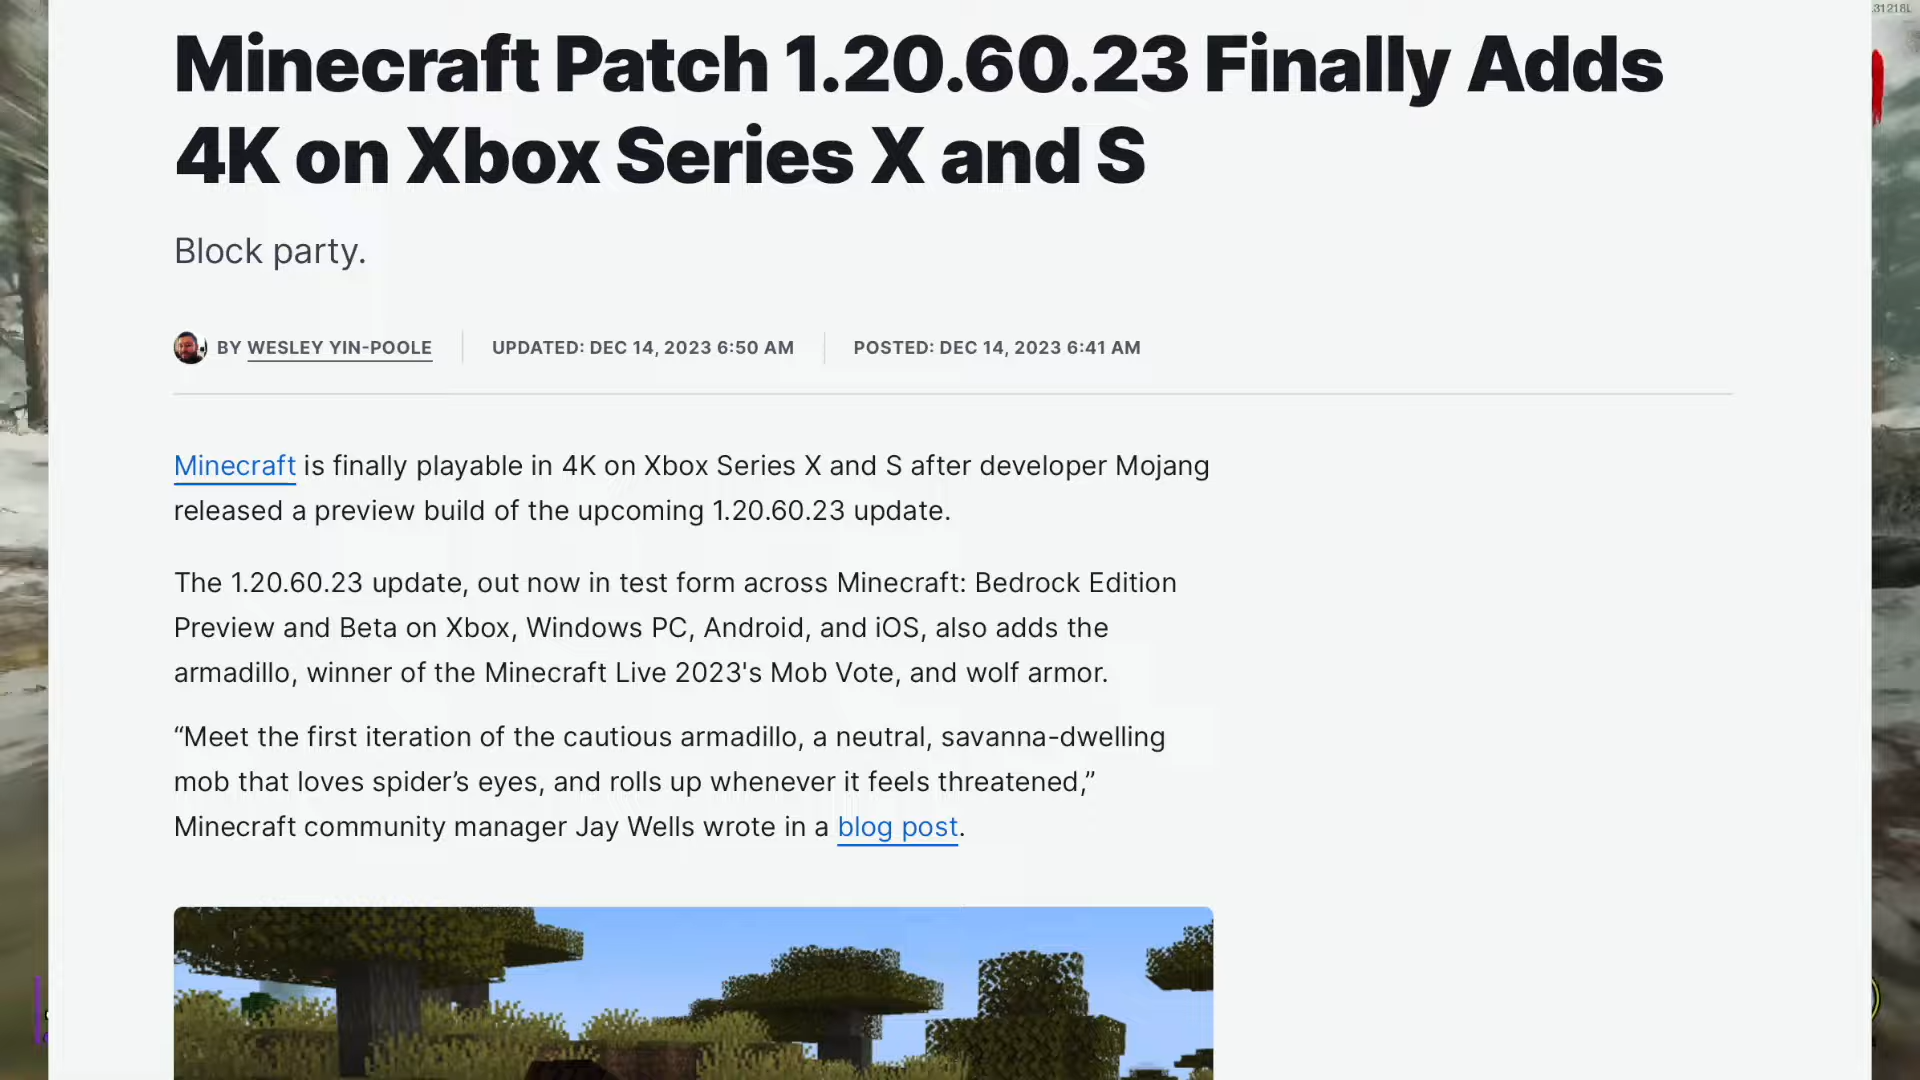 Minecraft Patch 1.20.60.23 Finally Adds
4K on Xbox Series X and S
Block party.
BY WESLEY YIN-POOLE
UPDATED: DEC 14, 2023 6:50 AM
POSTED: DEC 14, 2023 6:41 AM
Minecraft is finally playable in 4K on Xbox Series X and S after developer Mojang
released a preview build of the upcoming 1.20.60.23 update.
The 1.20.60.23 update, out now in test form across Minecraft: Bedrock Edition
Preview and Beta on Xbox, Windows PC, Android, and iOS, also adds the
armadillo, winner of the Minecraft Live 2023's Mob Vote, and wolf armor.
“Meet the first iteration of the cautious armadillo, a neutral, savanna-dwelling
mob that loves spider’s eyes, and rolls up whenever it feels threatened,”
Minecraft community manager Jay Wells wrote in a blog post.